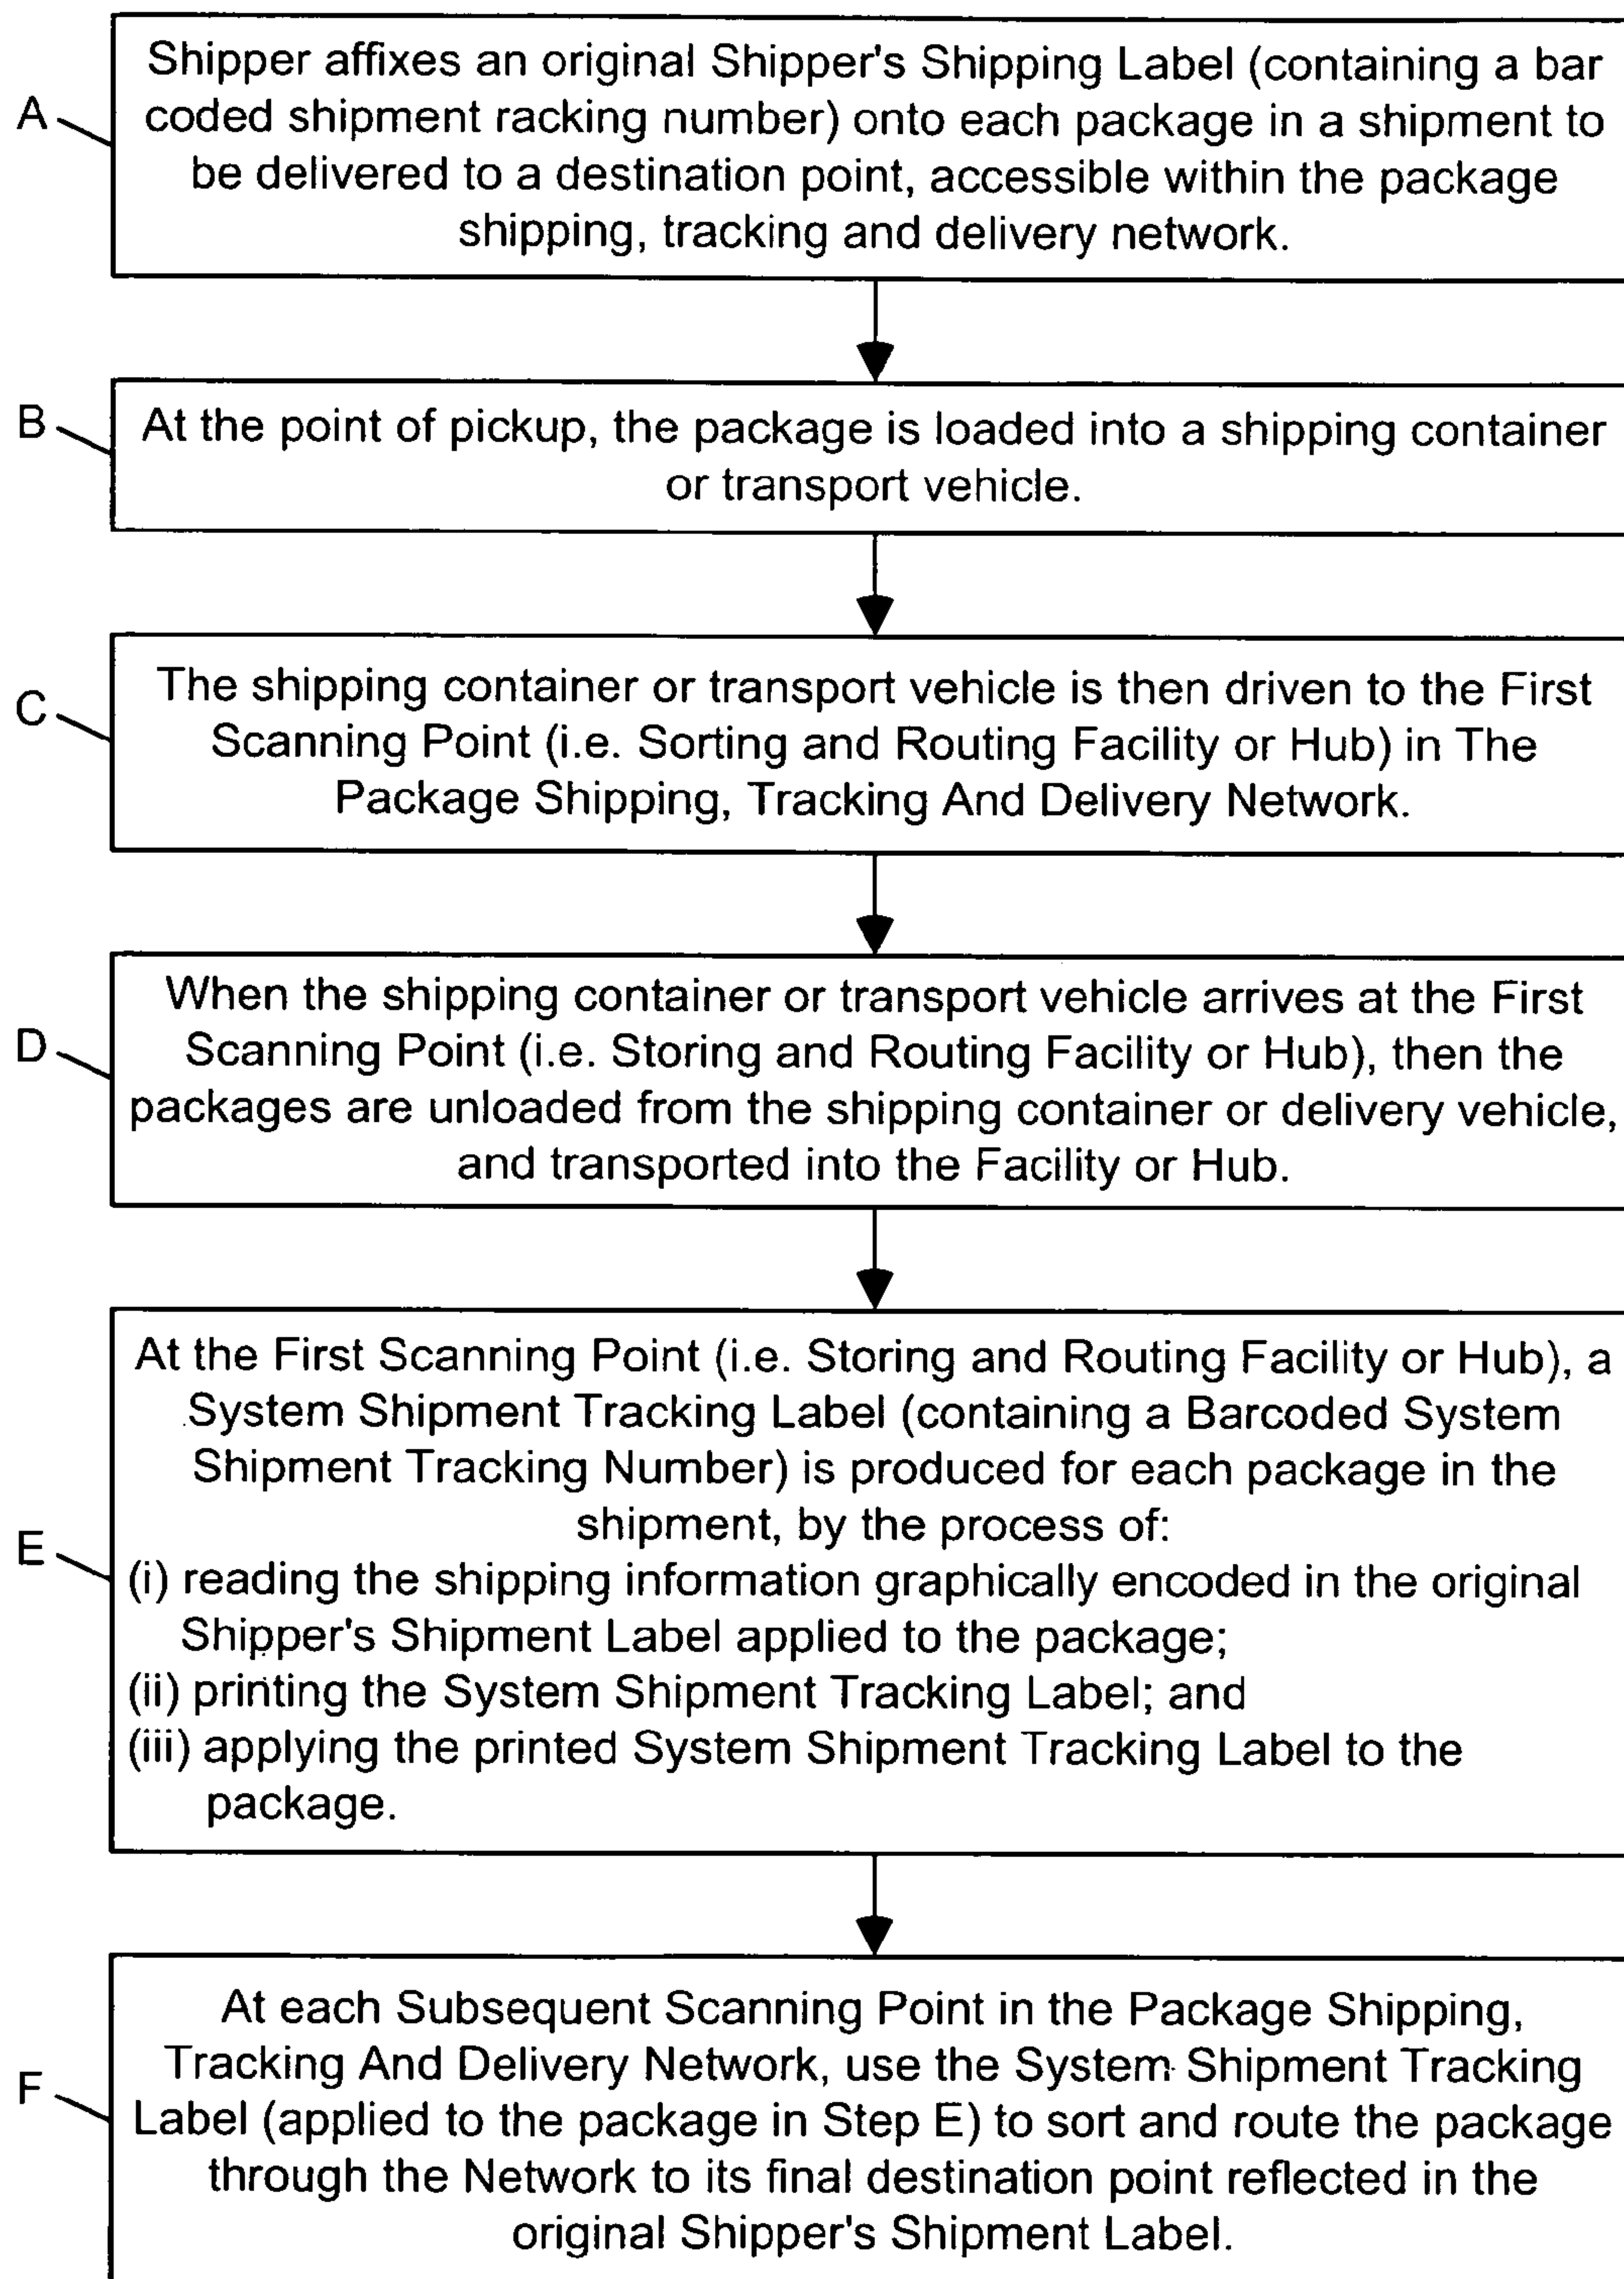 A
Shipper affixes an original Shipper's Shipping Label (containing a bar
coded shipment racking number) onto each package in a shipment to
be delivered to a destination point, accessible within the package
shipping, tracking and delivery network.
B
At the point of pickup, the package is loaded into a shipping container
or transport vehicle.
C
The shipping container or transport vehicle is then driven to the First
Scanning Point (i.e. Sorting and Routing Facility or Hub) in The
Package Shipping, Tracking And Delivery Network.
D
When the shipping container or transport vehicle arrives at the First
Scanning Point (i.e. Storing and Routing Facility or Hub), then the
packages are unloaded from the shipping container or delivery vehicle,
and transported into the Facility or Hub.
E
At the First Scanning Point (i.e. Storing and Routing Facility or Hub), a
System Shipment Tracking Label (containing a Barcoded System
Shipment Tracking Number) is produced for each package in the
shipment, by the process of:
(i) reading the shipping information graphically encoded in the original
Shipper's Shipment Label applied to the package;
(ii) printing the System Shipment Tracking Label; and
(iii) applying the printed System Shipment Tracking Label to the
package.
F
At each Subsequent Scanning Point in the Package Shipping,
Tracking And Delivery Network, use the System Shipment Tracking
Label (applied to the package in Step E) to sort and route the package
through the Network to its final destination point reflected in the
original Shipper's Shipment Label.